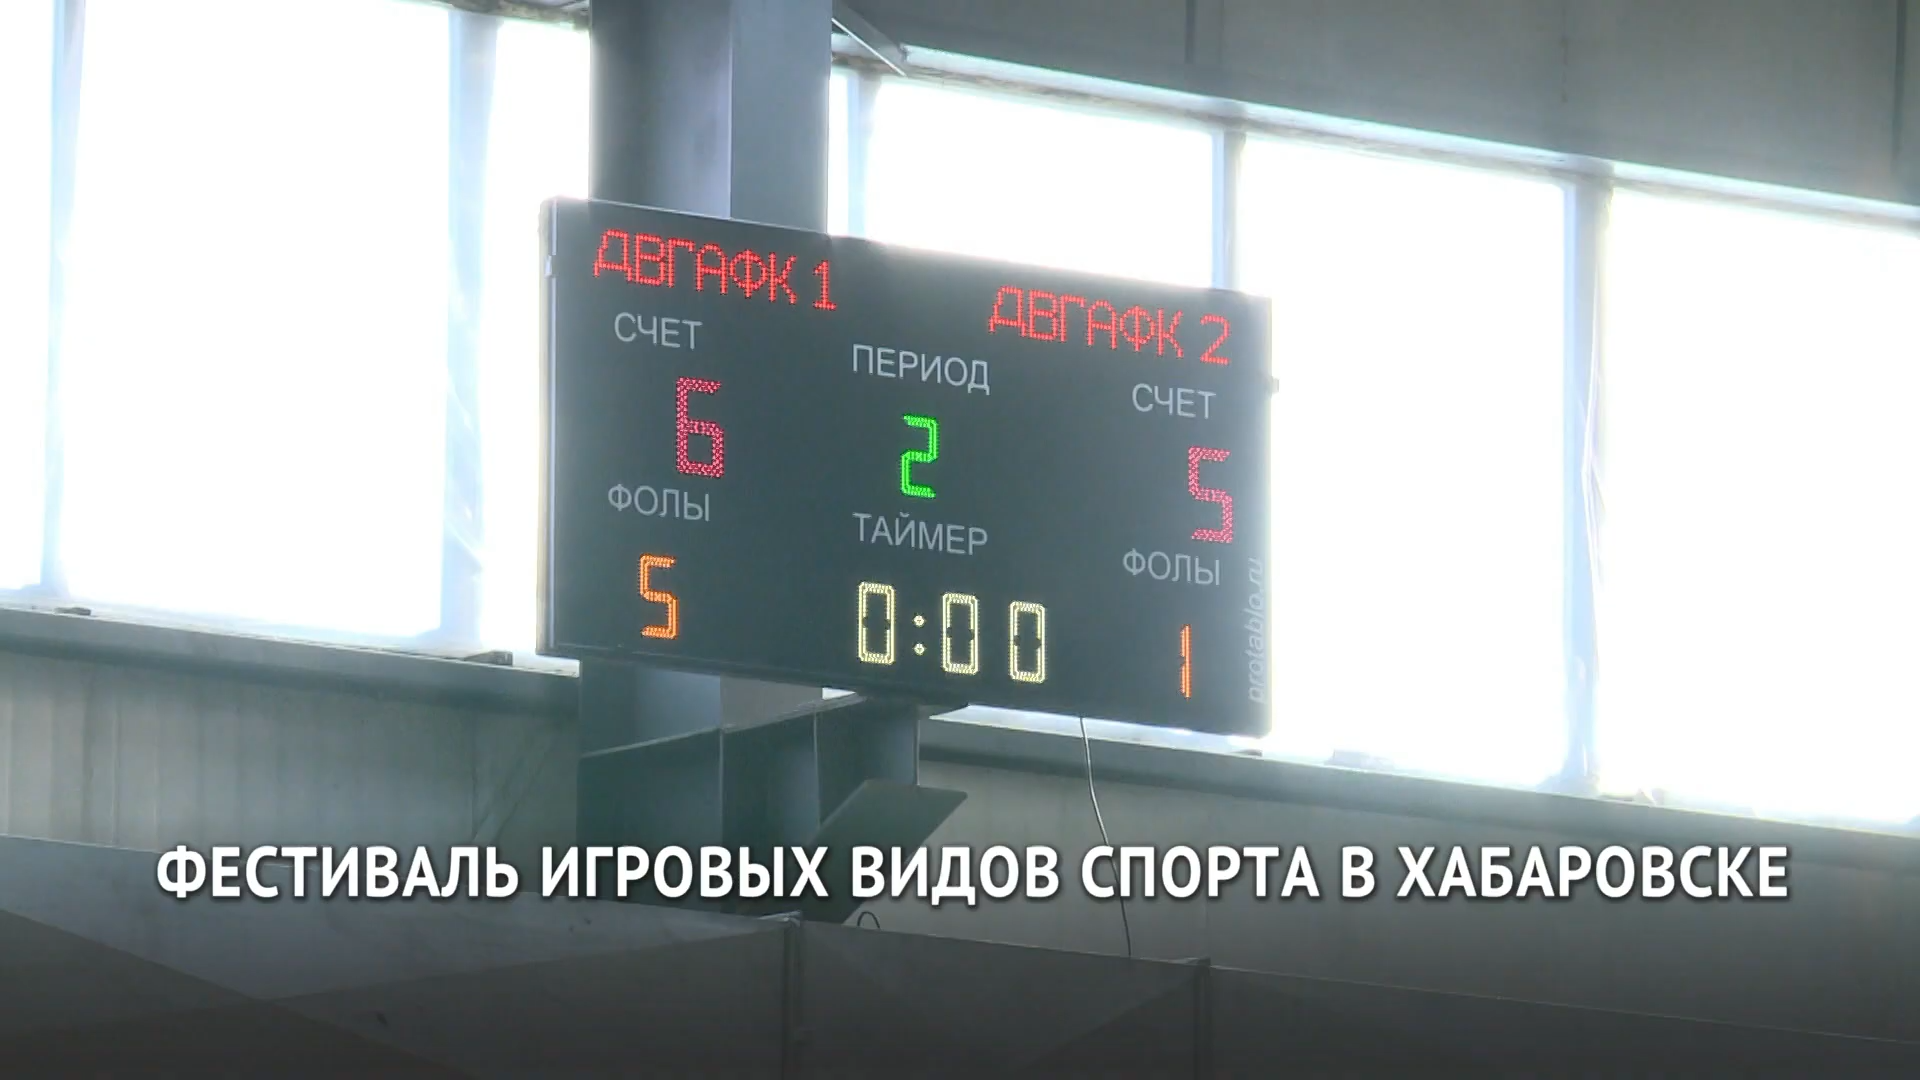 ДВГАФК 1
ДВГАФК 2
СЧЕТ
ПЕРИОД
СЧЕТ
6
2
5
ФОЛЫ
ТАЙМЕР
ФОЛЫ
5
0:00
1
protablo.ru
ФЕСТИВАЛЬ ИГРОВЫХ ВИДОВ СПОРТА В ХАБАРОВСКЕ